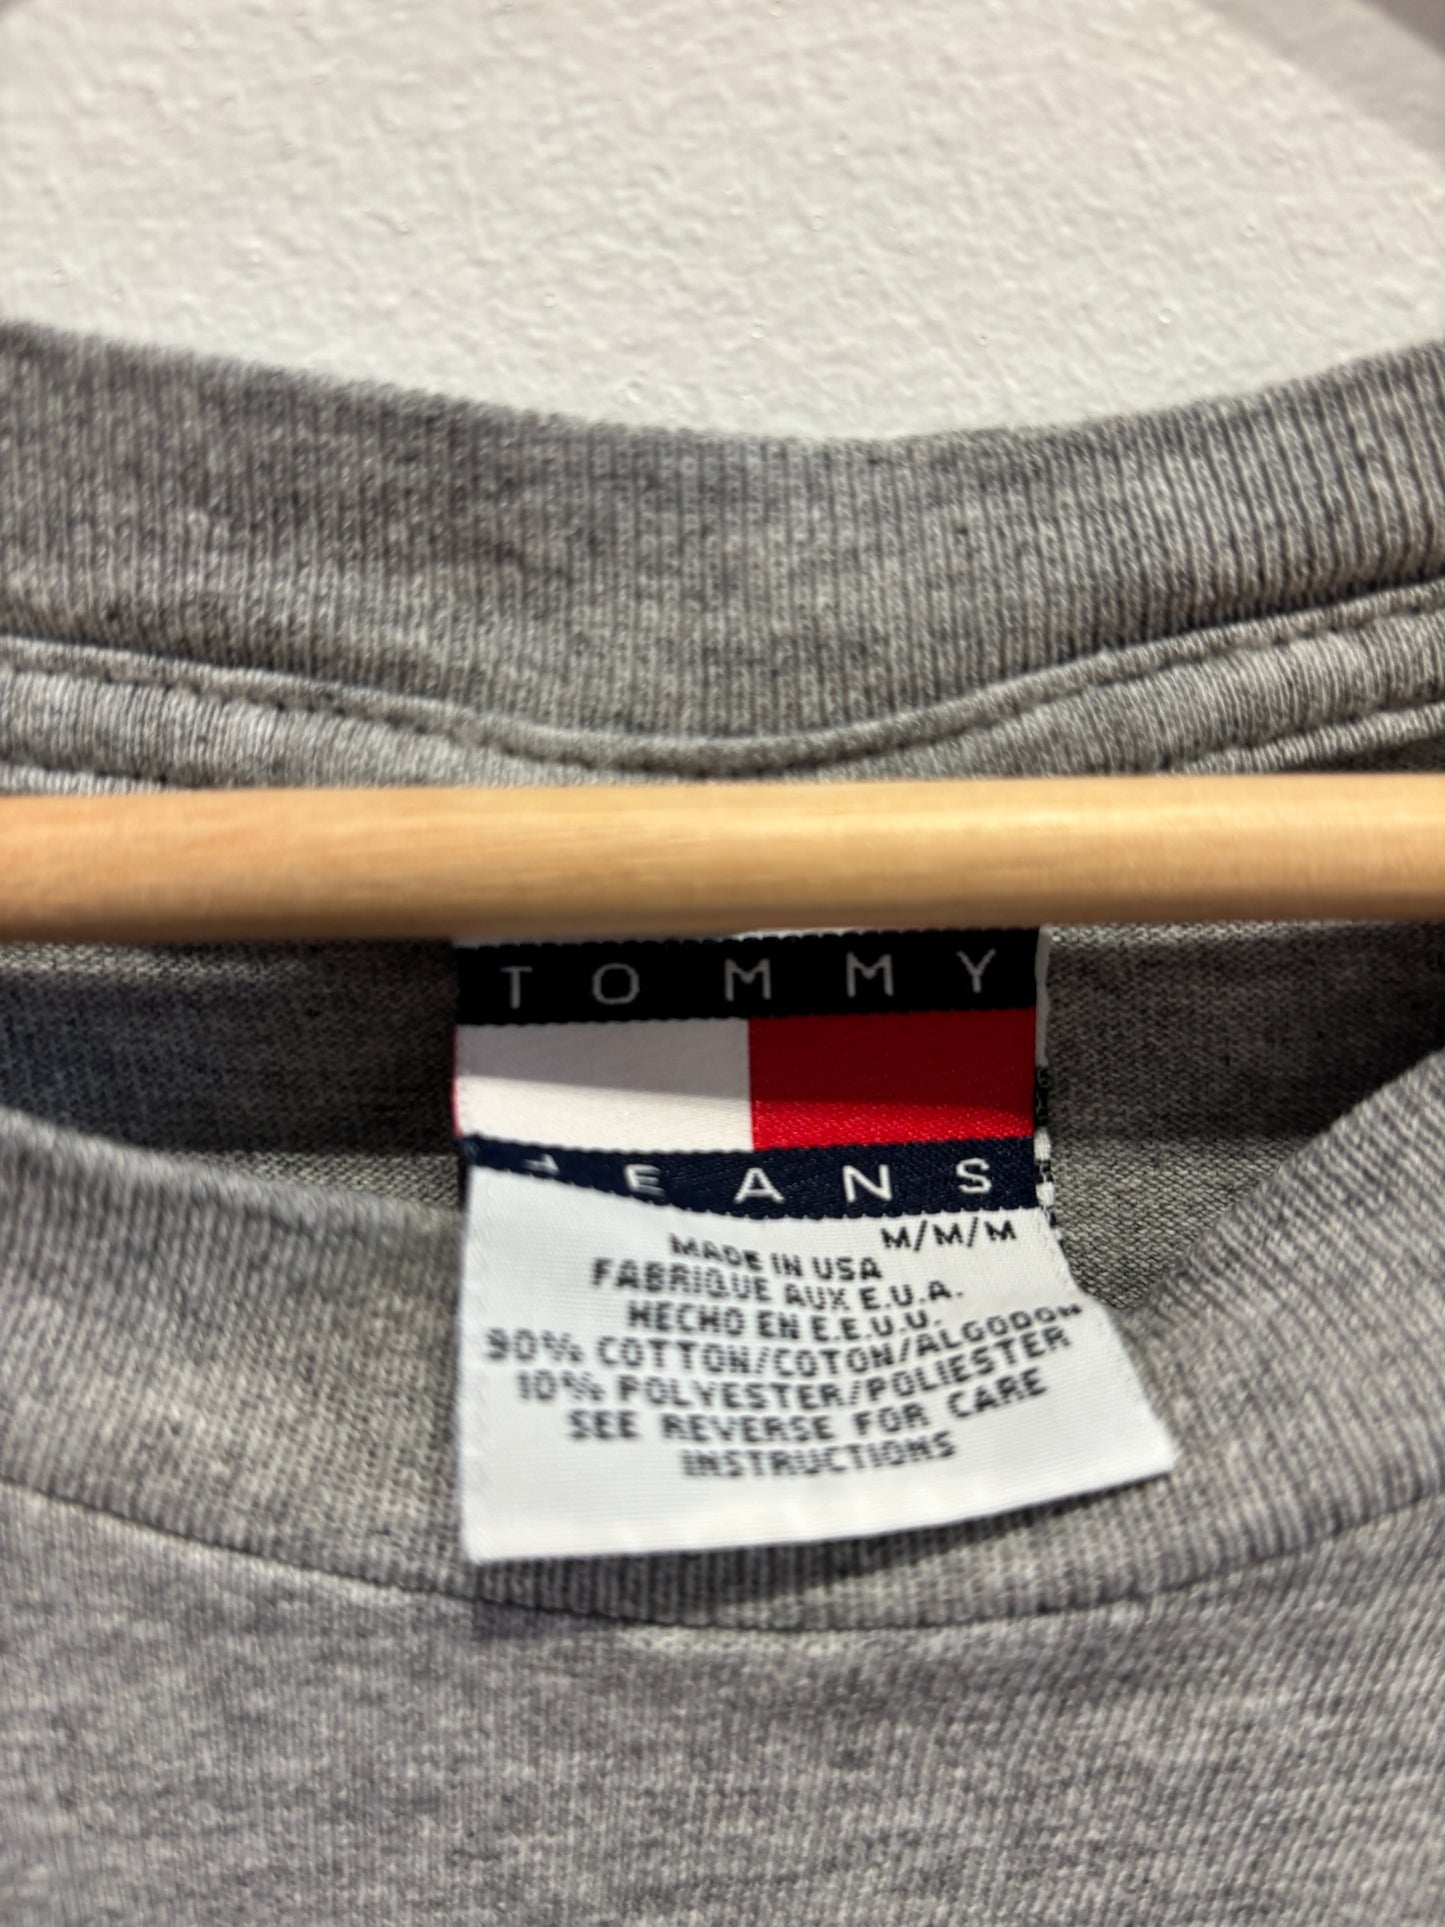 TOMMY
JEANS
M/M/M
MADE IN USA
FABRIQUE AUX E.U.A.
HECHO EN E.E.U.U.
90% COTTON/COTON/ALGODON
10% POLYESTER/POLIESTER
SEE REVERSE FOR CARE
INSTRUCTIONS